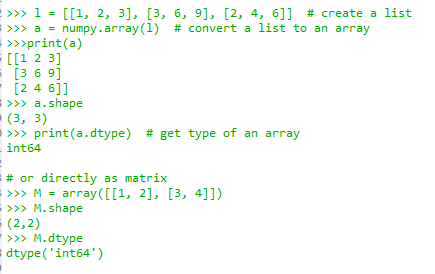 >>> l = [[1, 2, 3], [3, 6, 9], [2, 4, 6]]  # create a list
>>> a = numpy.array(l)  # convert a list to an array
>>>print(a)
[[1 2 3]
 [3 6 9]
 [2 4 6]]
>>> a.shape
(3, 3)
>>> print(a.dtype)  # get type of an array
int64
# or directly as matrix
>>> M = array([[1, 2], [3, 4]])
>>> M.shape
(2,2)
>>> M.dtype
dtype('int64')